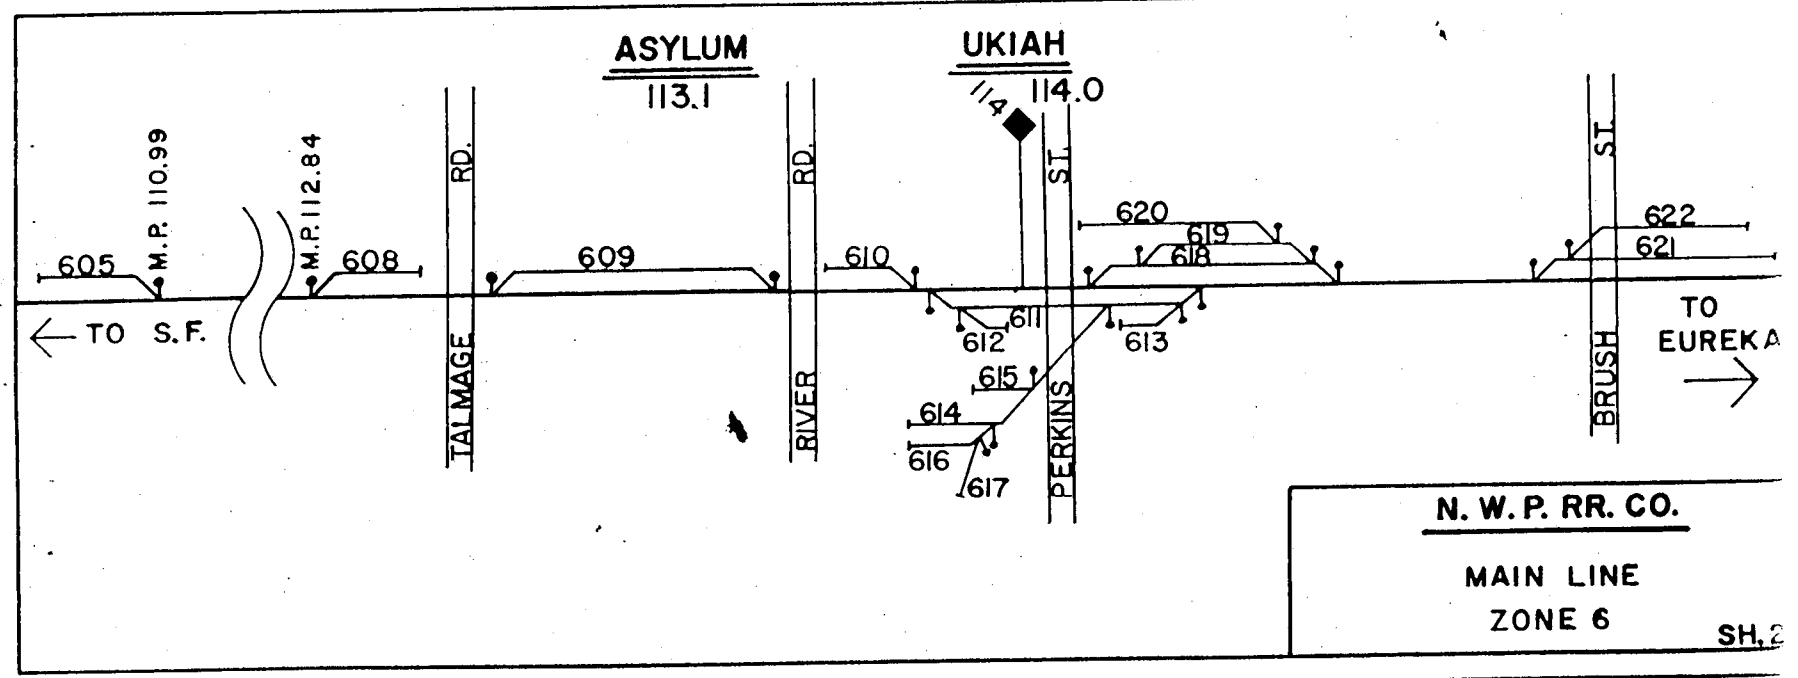 ASYLUM
113.1
UKIAH
114.0
114
M.P. 110.99
M.P. 112.84
TALMAGE RD.
RIVER RD.
PERKINS ST.
BRUSH ST.
605
608
609
610
620
619
618
622
621
611
612
613
615
614
616
617
← TO S.F.
TO
EUREKA
N. W. P. RR. CO.
MAIN LINE
ZONE 6
SH. 2